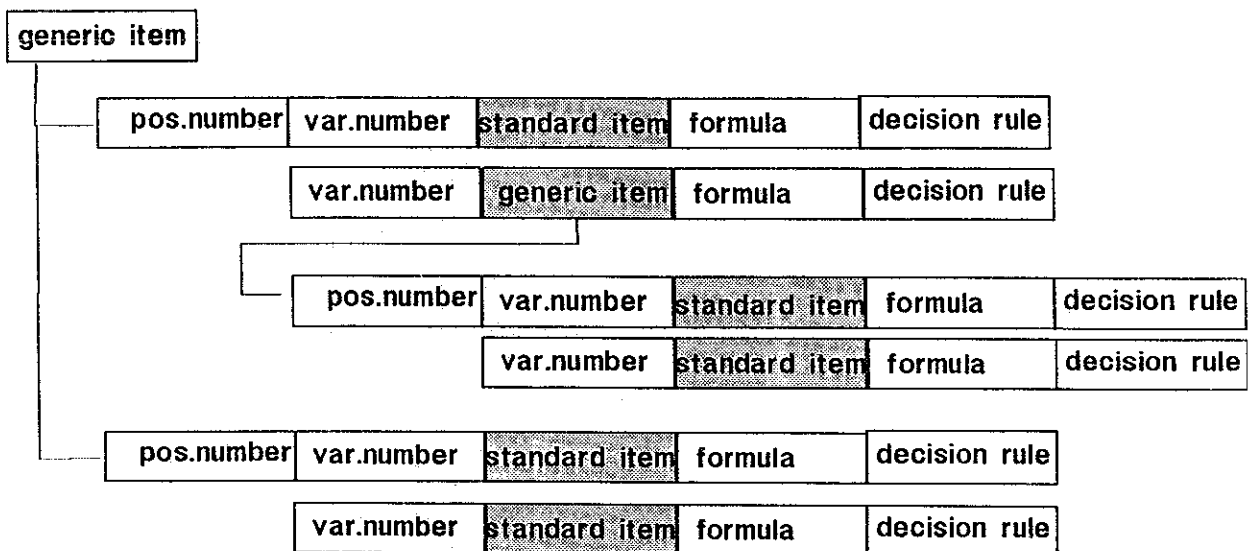 generic item
pos.number var.number standard item formula decision rule
var.number generic item formula decision rule
pos.number var.number standard item formula decision rule
var.number standard item formula decision rule
pos.number var.number standard item formula decision rule
var.number standard item formula decision rule